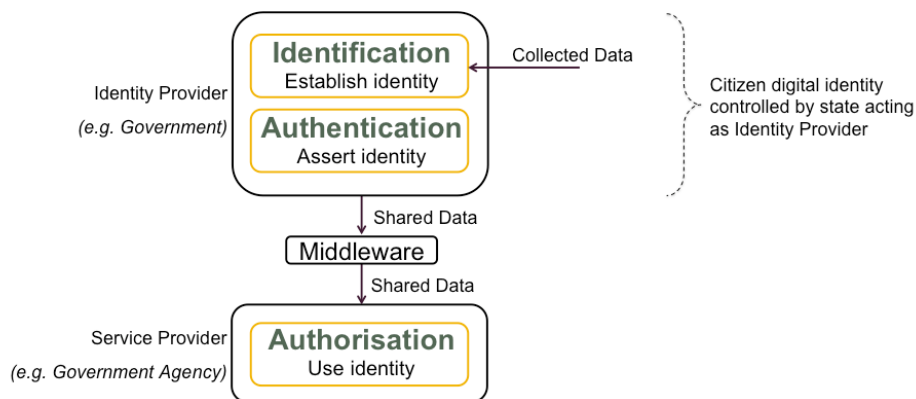 Identification
Establish identity
Collected Data
Identity Provider
(e.g. Government)
Authentication
Assert identity
Citizen digital identity
controlled by state acting
as Identity Provider
Shared Data
Middleware
Shared Data
Service Provider
(e.g. Government Agency)
Authorisation
Use identity